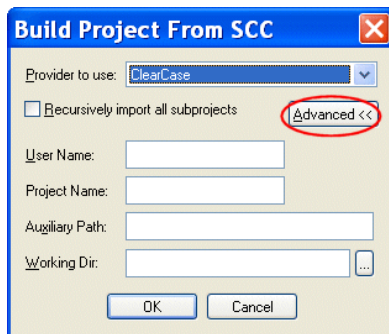 Build Project From SCC
Provider to use: ClearCase
Recursively import all subprojects
Advanced <<
User Name:
Project Name:
Auxiliary Path:
Working Dir: ...
OK Cancel